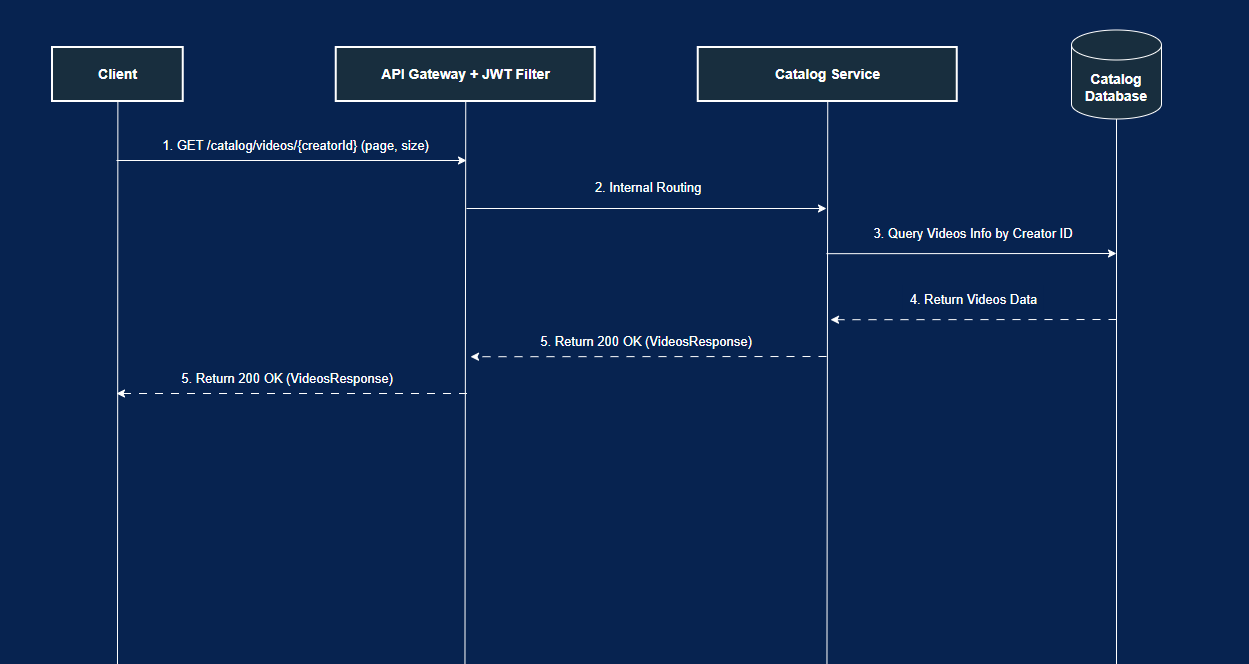 Client
API Gateway + JWT Filter
Catalog Service
Catalog
Database
1. GET /catalog/videos/{creatorId} (page, size)
2. Internal Routing
3. Query Videos Info by Creator ID
4. Return Videos Data
5. Return 200 OK (VideosResponse)
5. Return 200 OK (VideosResponse)